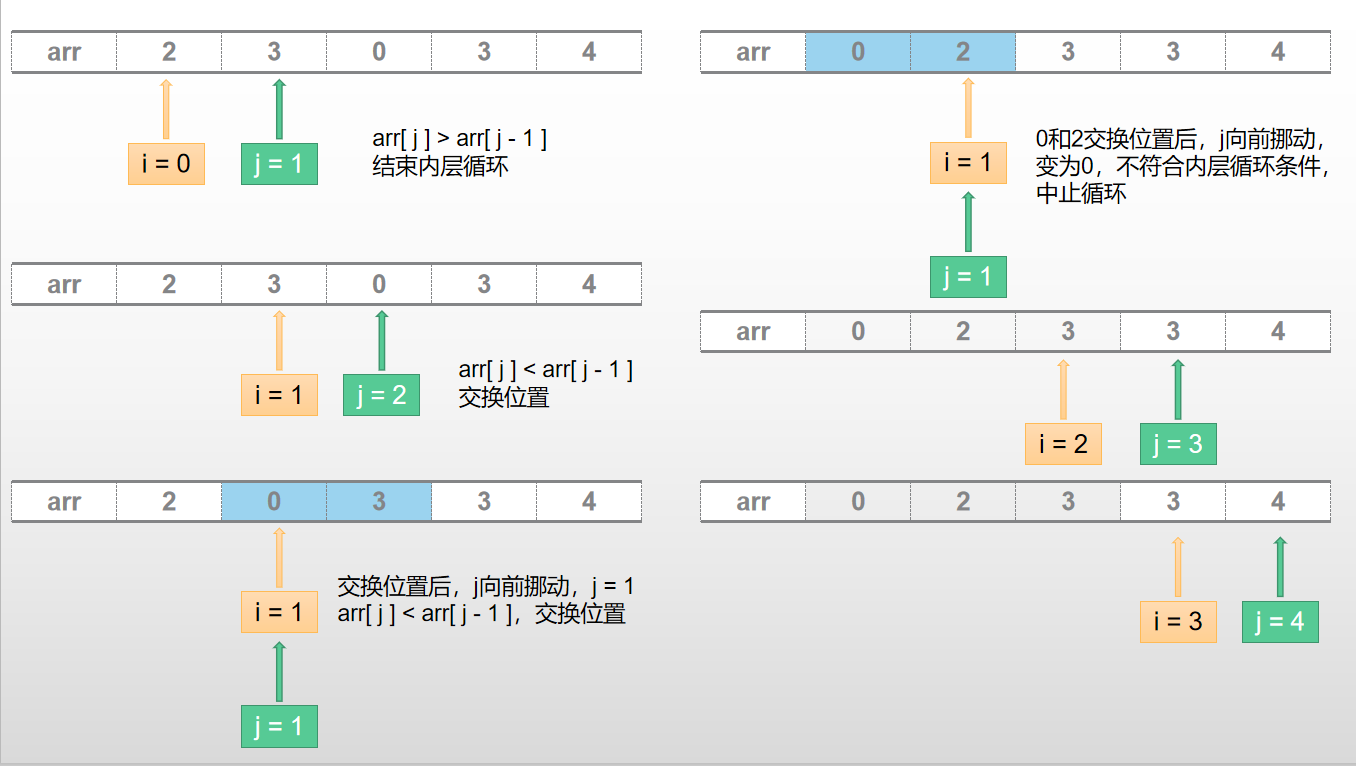 arr 2 3 0 3 4
i = 0
j = 1
arr[ j ] > arr[ j - 1 ]
结束内层循环
arr 2 3 0 3 4
i = 1
j = 2
arr[ j ] < arr[ j - 1 ]
交换位置
arr 2 0 3 3 4
i = 1
交换位置后，j向前挪动，j = 1
arr[ j ] < arr[ j - 1 ]，交换位置
j = 1
arr 0 2 3 3 4
i = 1
0和2交换位置后，j向前挪动，
变为0，不符合内层循环条件，
中止循环
j = 1
arr 0 2 3 3 4
i = 2
j = 3
arr 0 2 3 3 4
i = 3
j = 4